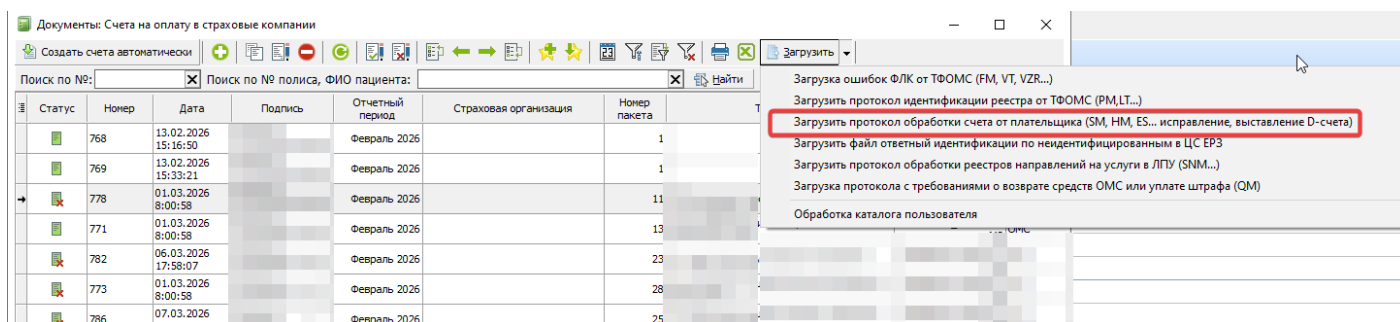 Документы: Счета на оплату в страховые компании
Создать счета автоматически
Загрузить
Поиск по №:
Поиск по № полиса, ФИО пациента:
Найти
Загрузка ошибок ФЛК от ТФОМС (FM, VT, VZR...)
Загрузить протокол идентификации реестра от ТФОМС (PM,LT...)
Загрузить протокол обработки счета от плательщика (SM, HM, ES... исправление, выставление D-счета)
Загрузить файл ответный идентификации по неидентифицированным в ЦС ЕРЗ
Загрузить протокол обработки реестров направлений на услуги в ЛПУ (SNM...)
Загрузка протокола с требованиями о возврате средств ОМС или уплате штрафа (QM)
Обработка каталога пользователя
Статус Номер Дата Подпись Отчетный период Страховая организация Номер пакета
768 13.02.2026 15:16:50 Февраль 2026 1
769 13.02.2026 15:33:21 Февраль 2026 1
778 01.03.2026 8:00:58 Февраль 2026 11
771 01.03.2026 8:00:58 Февраль 2026 13
782 06.03.2026 17:58:07 Февраль 2026 23
773 01.03.2026 8:00:58 Февраль 2026 28
786 07.03.2026 Февраль 2026 25